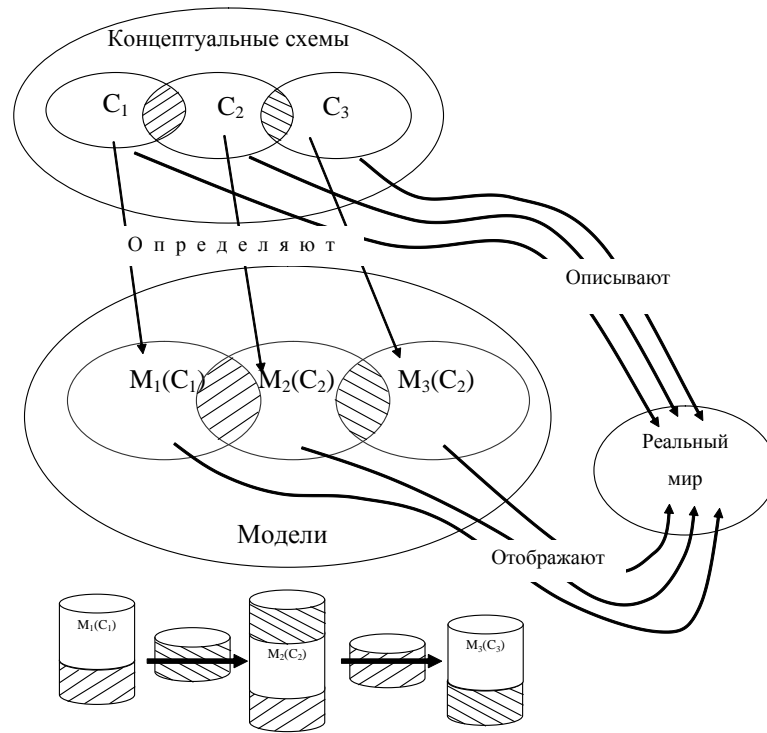 Концептуальные схемы
C1 C2 C3
Определяют
Описывают
M1(C1) M2(C2) M3(C2)
Реальный
мир
Модели
Отображают
M1(C1) M2(C2) M3(C3)